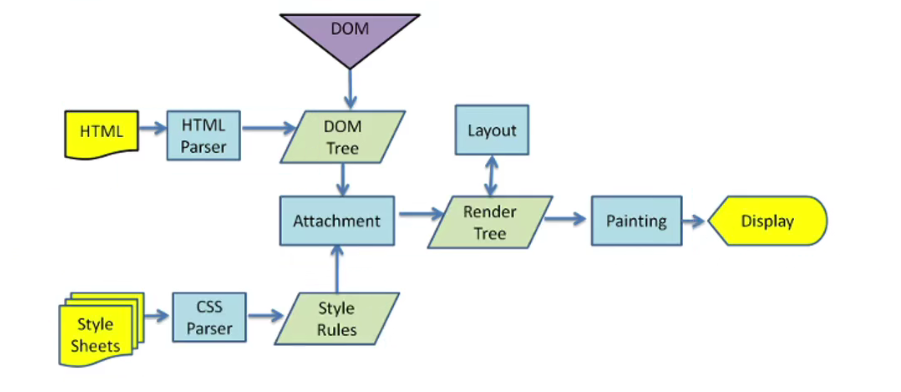 DOM
HTML
HTML
Parser
DOM
Tree
Layout
Attachment
Render
Tree
Painting
Display
Style
Sheets
CSS
Parser
Style
Rules